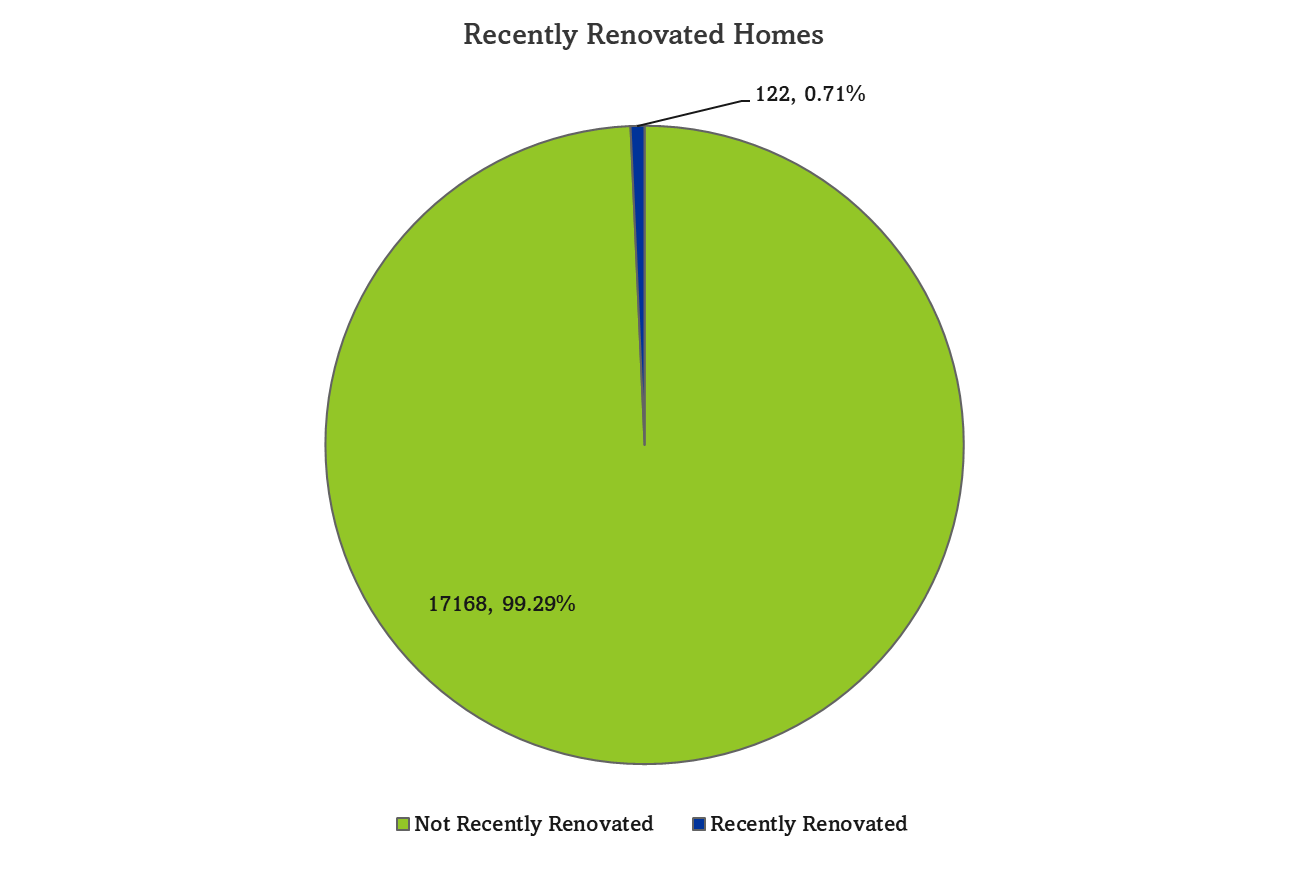 Recently Renovated Homes
122, 0.71%
17168, 99.29%
Not Recently Renovated
Recently Renovated